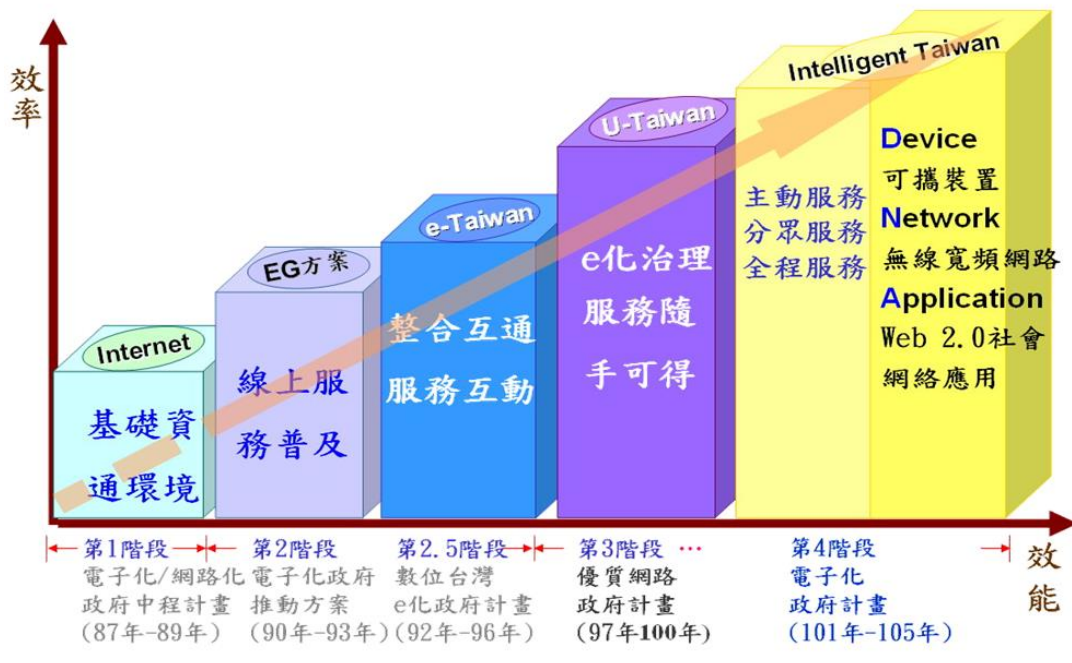 效率
Internet
基礎資
通環境
EG方案
線上服
務普及
e-Taiwan
整合互通
服務互動
U-Taiwan
e化治理
服務隨
手可得
Intelligent Taiwan
主動服務
分眾服務
全程服務
Device
可攜裝置
Network
無線寬頻網路
Application
Web 2.0社會
網絡應用
第1階段
電子化/網路化
政府中程計畫
(87年-89年)
第2階段
電子化政府
推動方案
(90年-93年)
第2.5階段
數位台灣
e化政府計畫
(92年-96年)
第3階段 …
優質網路
政府計畫
(97年100年)
第4階段
電子化
政府計畫
(101年-105年)
效能